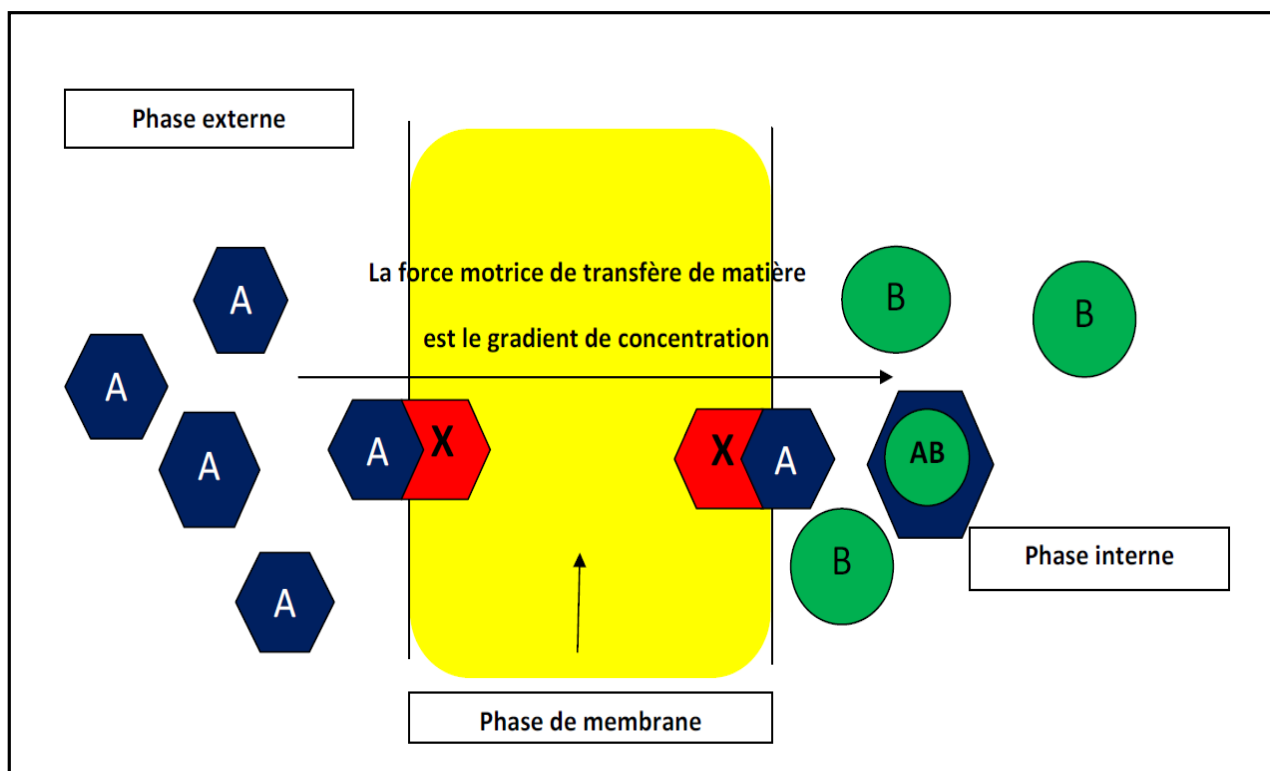 Phase externe
La force motrice de transfère de matière
est le gradient de concentration
A
B
B
A
A
A
X
X
A
AB
B
A
Phase interne
Phase de membrane